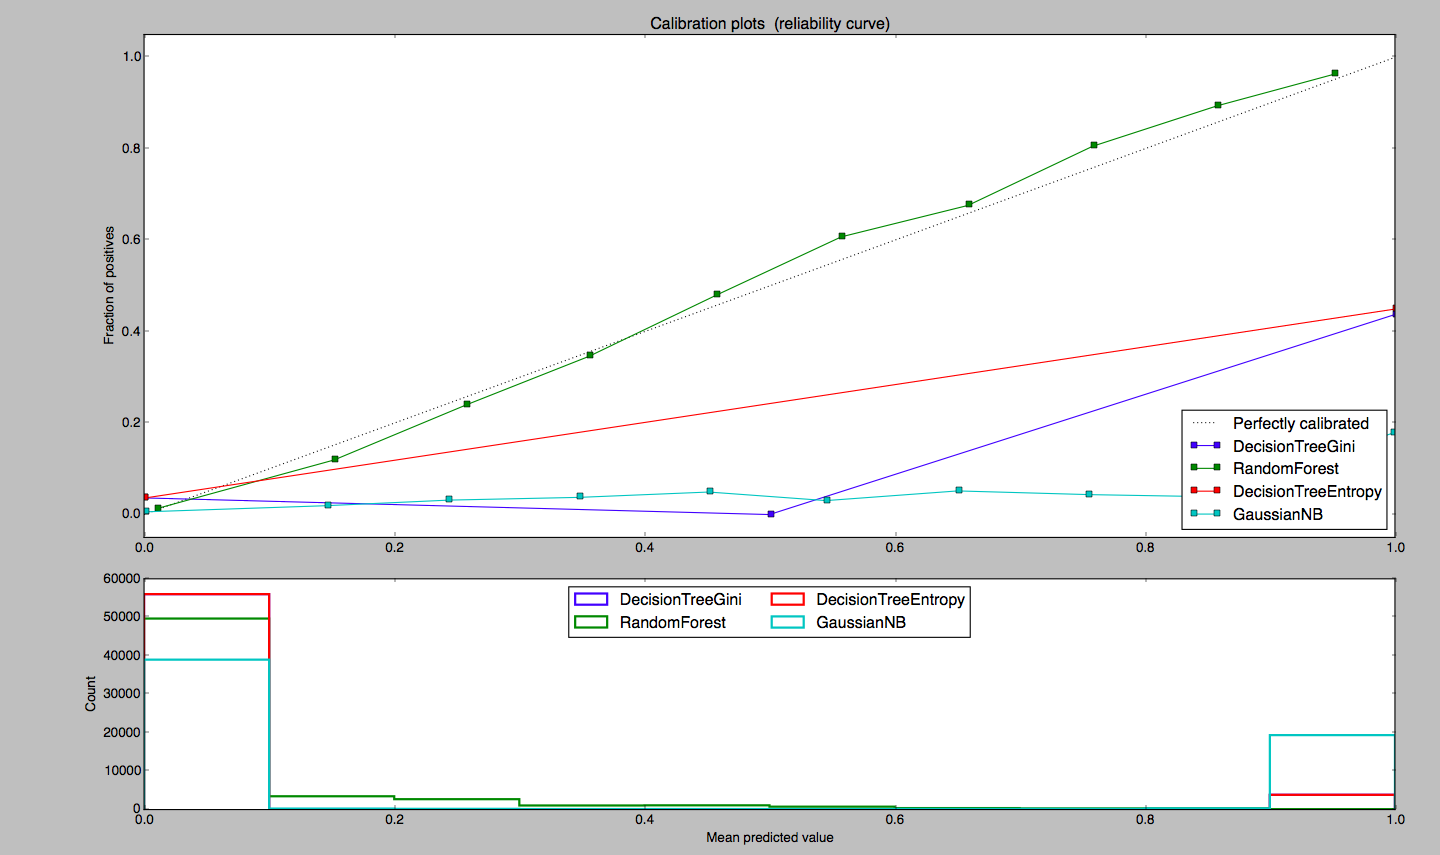 Calibration plots (reliability curve)
Fraction of positives
1.0
0.8
0.6
0.4
0.2
0.0
0.0 0.2 0.4 0.6 0.8 1.0
Perfectly calibrated
DecisionTreeGini
RandomForest
DecisionTreeEntropy
GaussianNB
Count
60000
50000
40000
30000
20000
10000
0
DecisionTreeGini DecisionTreeEntropy
RandomForest GaussianNB
0.0 0.2 0.4 0.6 0.8 1.0
Mean predicted value